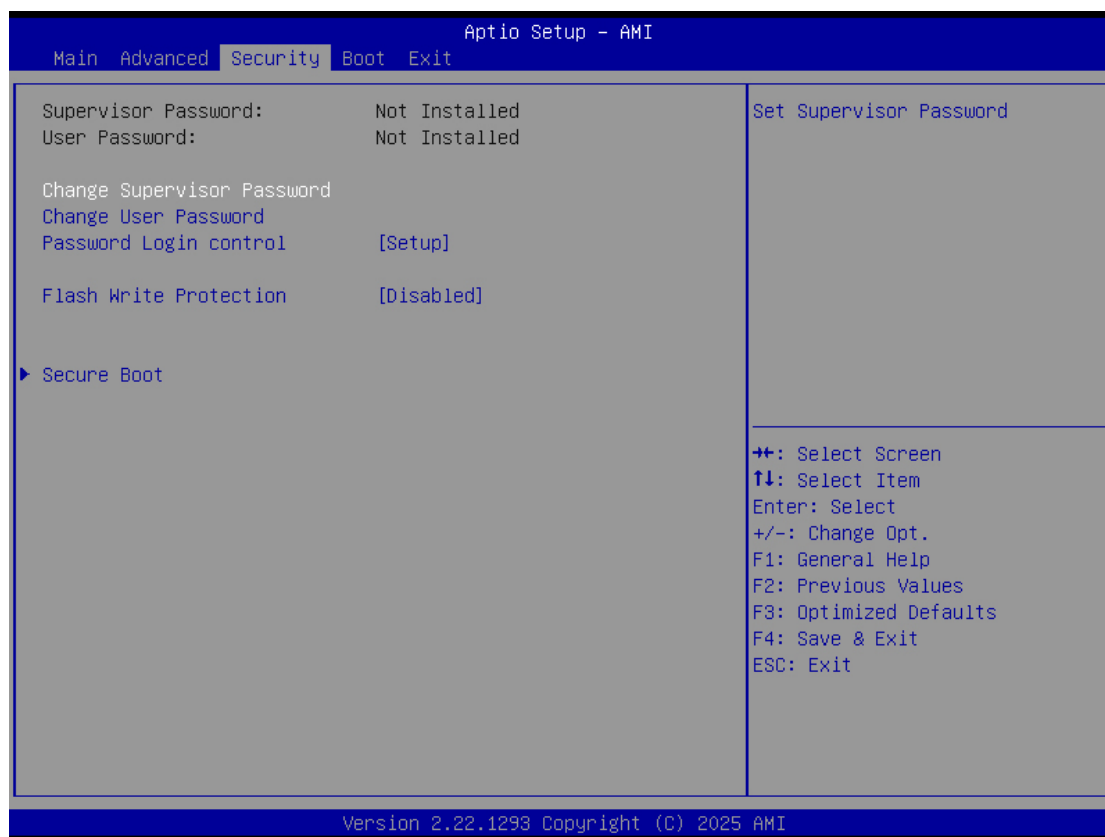 Aptio Setup – AMI
Main Advanced Security Boot Exit
Supervisor Password: Not Installed
User Password: Not Installed
Change Supervisor Password
Change User Password
Password Login control [Setup]
Flash Write Protection [Disabled]
Secure Boot
Set Supervisor Password
→←: Select Screen
↑↓: Select Item
Enter: Select
+/-: Change Opt.
F1: General Help
F2: Previous Values
F3: Optimized Defaults
F4: Save & Exit
ESC: Exit
Version 2.22.1293 Copyright (C) 2025 AMI